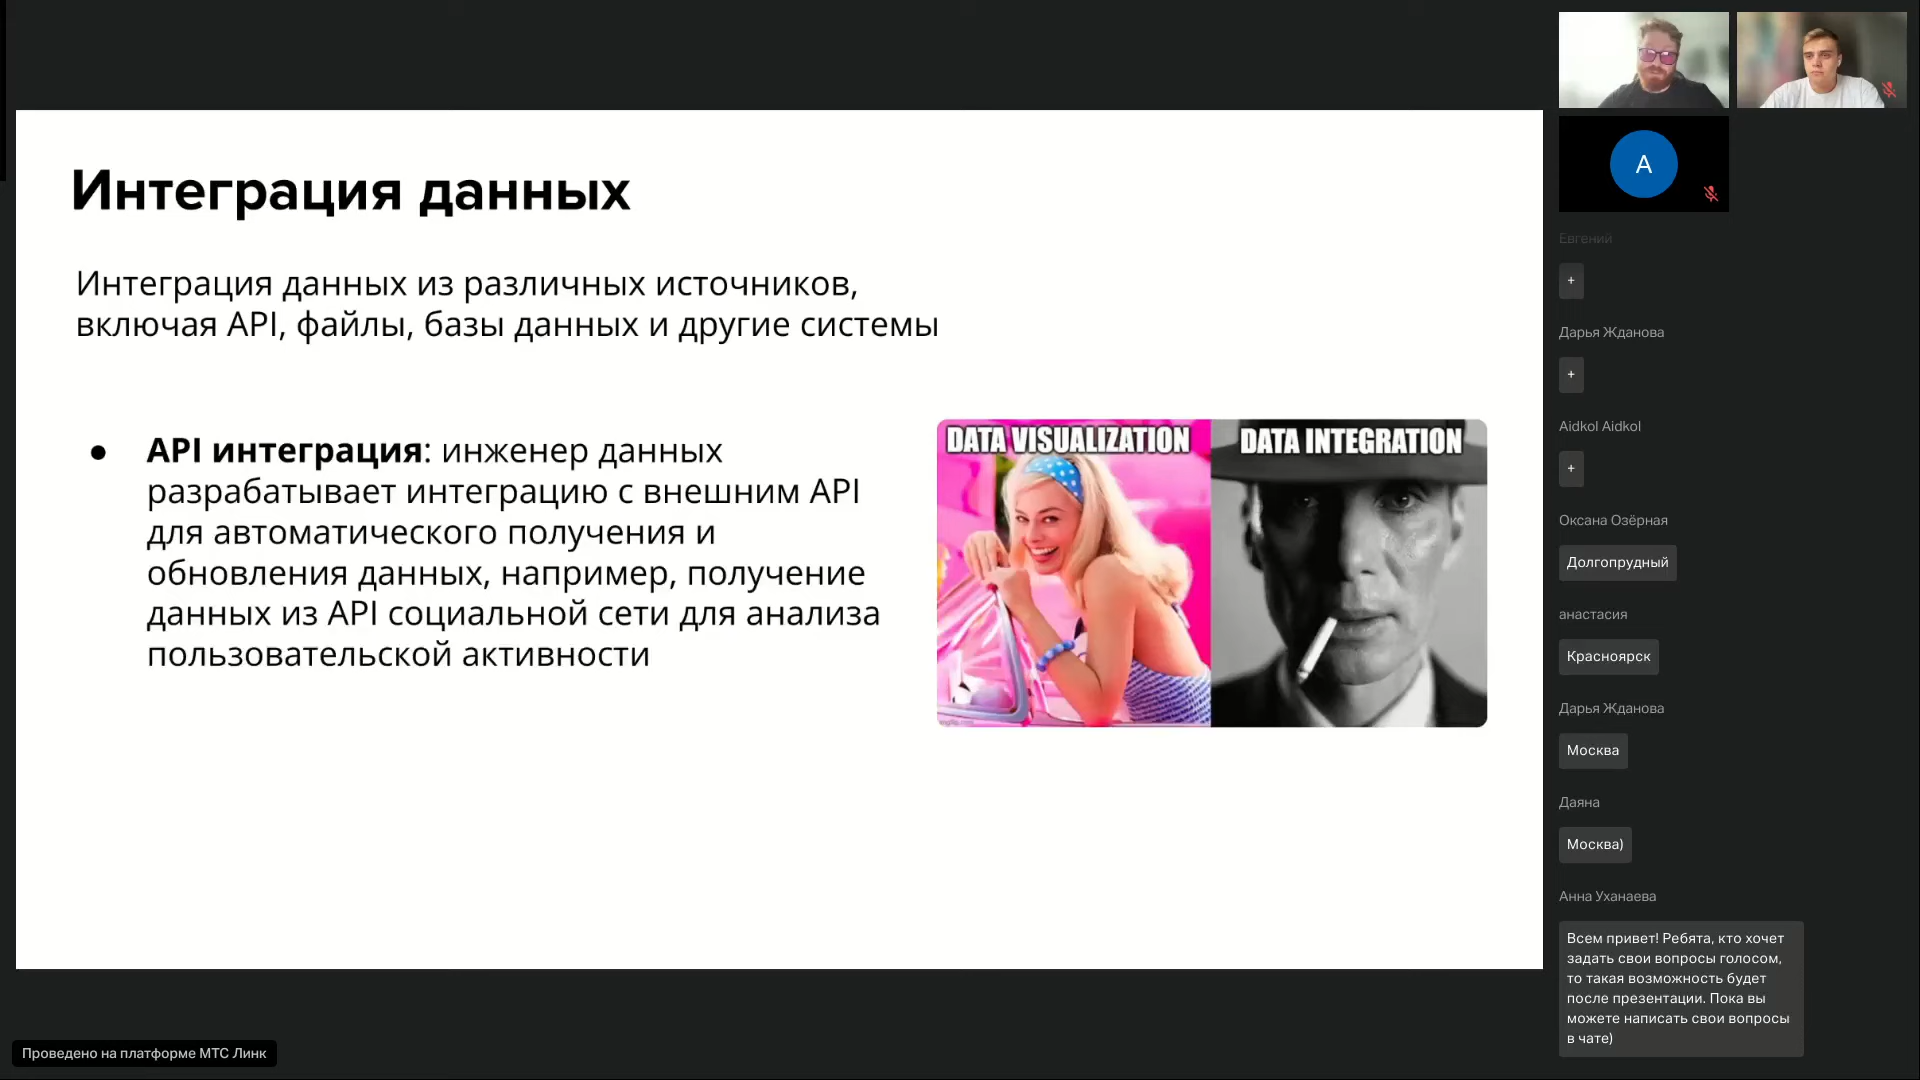 Интеграция данных
Интеграция данных из различных источников,
включая API, файлы, базы данных и другие системы
● API интеграция: инженер данных
разрабатывает интеграцию с внешним API
для автоматического получения и
обновления данных, например, получение
данных из API социальной сети для анализа
пользовательской активности
DATA VISUALIZATION
DATA INTEGRATION
imgflip.com
A
Евгений
+
Дарья Жданова
+
Aidkol Aidkol
+
Оксана Озёрная
Долгопрудный
анастасия
Красноярск
Дарья Жданова
Москва
Даяна
Москва)
Анна Уханаева
Всем привет! Ребята, кто хочет
задать свои вопросы голосом,
то такая возможность будет
после презентации. Пока вы
можете написать свои вопросы
в чате)
Проведено на платформе МТС Линк